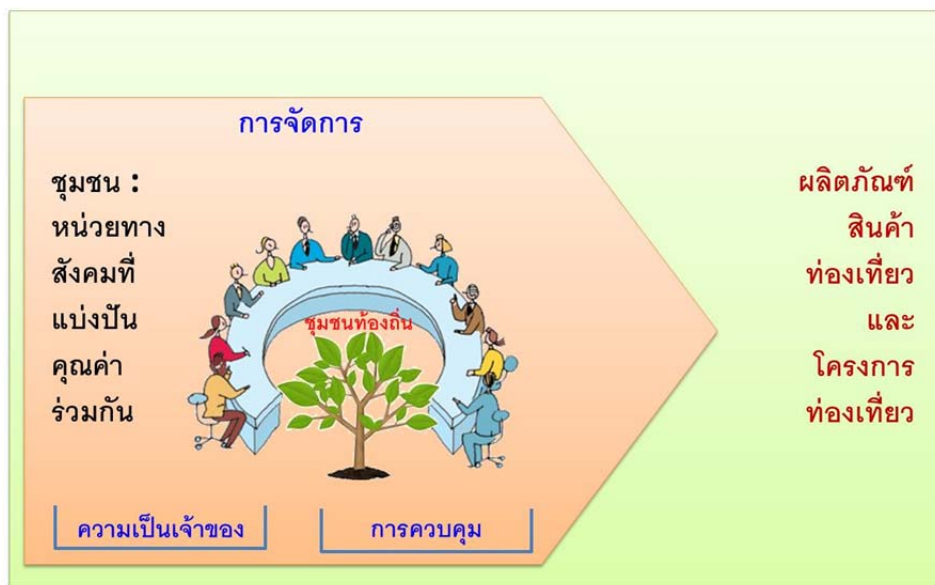 การจัดการ
ชุมชน :
หน่วยทาง
สังคมที่
แบ่งปัน
คุณค่า
ร่วมกัน
ชุมชนท้องถิ่น
ความเป็นเจ้าของ
การควบคุม
ผลิตภัณฑ์
สินค้า
ท่องเที่ยว
และ
โครงการ
ท่องเที่ยว